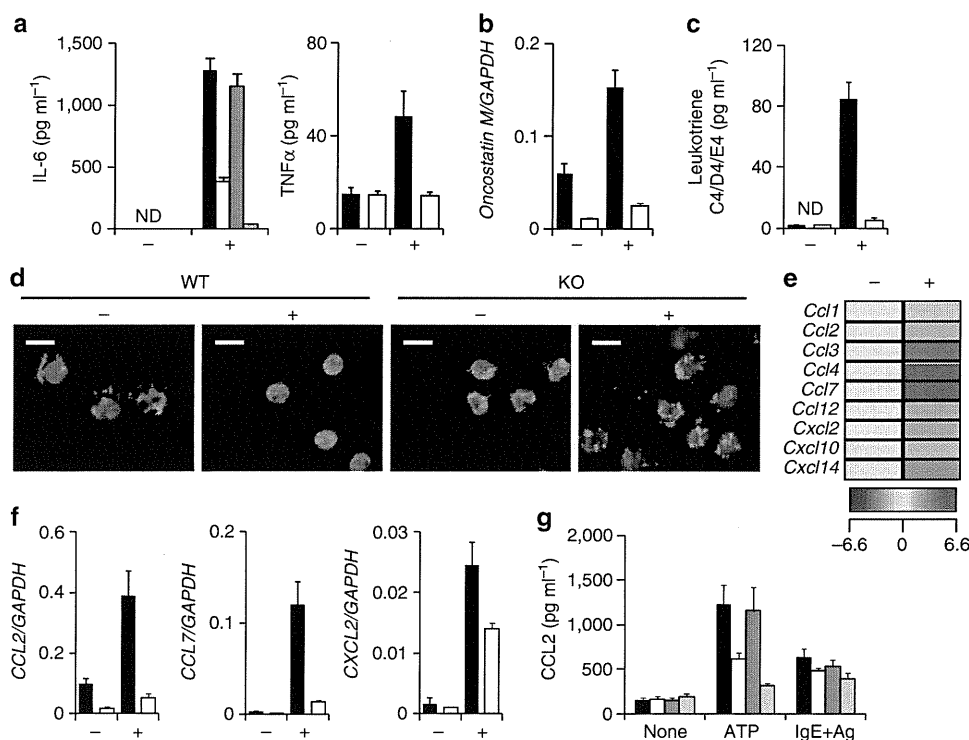 a
1,500
1,000
500
0
IL-6
(pg ml⁻¹)
ND
–
+
80
40
0
TNFα
(pg ml⁻¹)
–
+
b
0.2
0.1
0
Oncostatin M/GAPDH
–
+
c
120
80
40
0
Leukotriene
C4/D4/E4 (pg ml⁻¹)
ND
–
+
d
WT
KO
–
+
–
+
e
–
+
Ccl1
Ccl2
Ccl3
Ccl4
Ccl7
Ccl12
Cxcl2
Cxcl10
Cxcl14
–6.6
0
6.6
f
0.6
0.4
0.2
0
CCL2/GAPDH
–
+
0.2
0.1
0
CCL7/GAPDH
–
+
0.03
0.02
0.01
0
CXCL2/GAPDH
–
+
g
2,000
1,500
1,000
500
0
CCL2
(pg ml⁻¹)
None
ATP
IgE+Ag